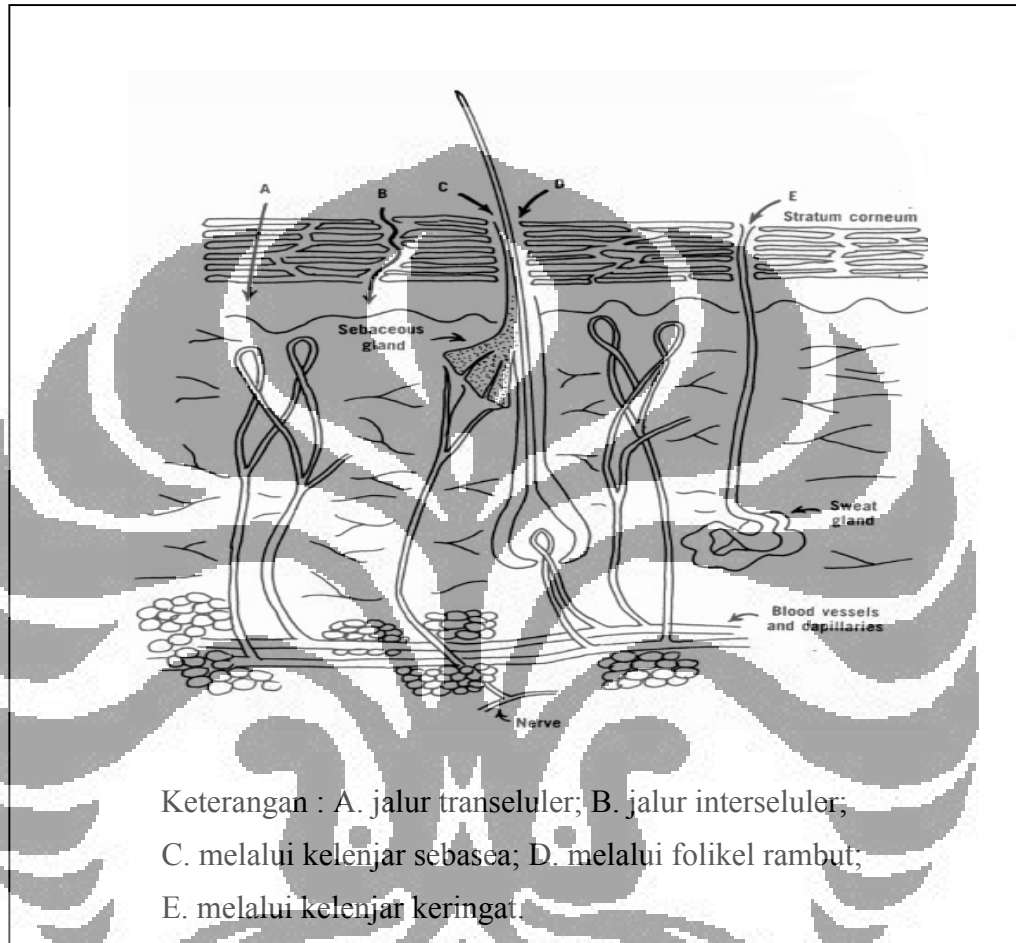 A
B
C
D
E
Stratum corneum
Sebaceous
gland
Sweat
gland
Blood vessels
and capillaries
Nerve
Keterangan : A. jalur transeluler; B. jalur interseluler;
C. melalui kelenjar sebasea; D. melalui folikel rambut;
E. melalui kelenjar keringat.